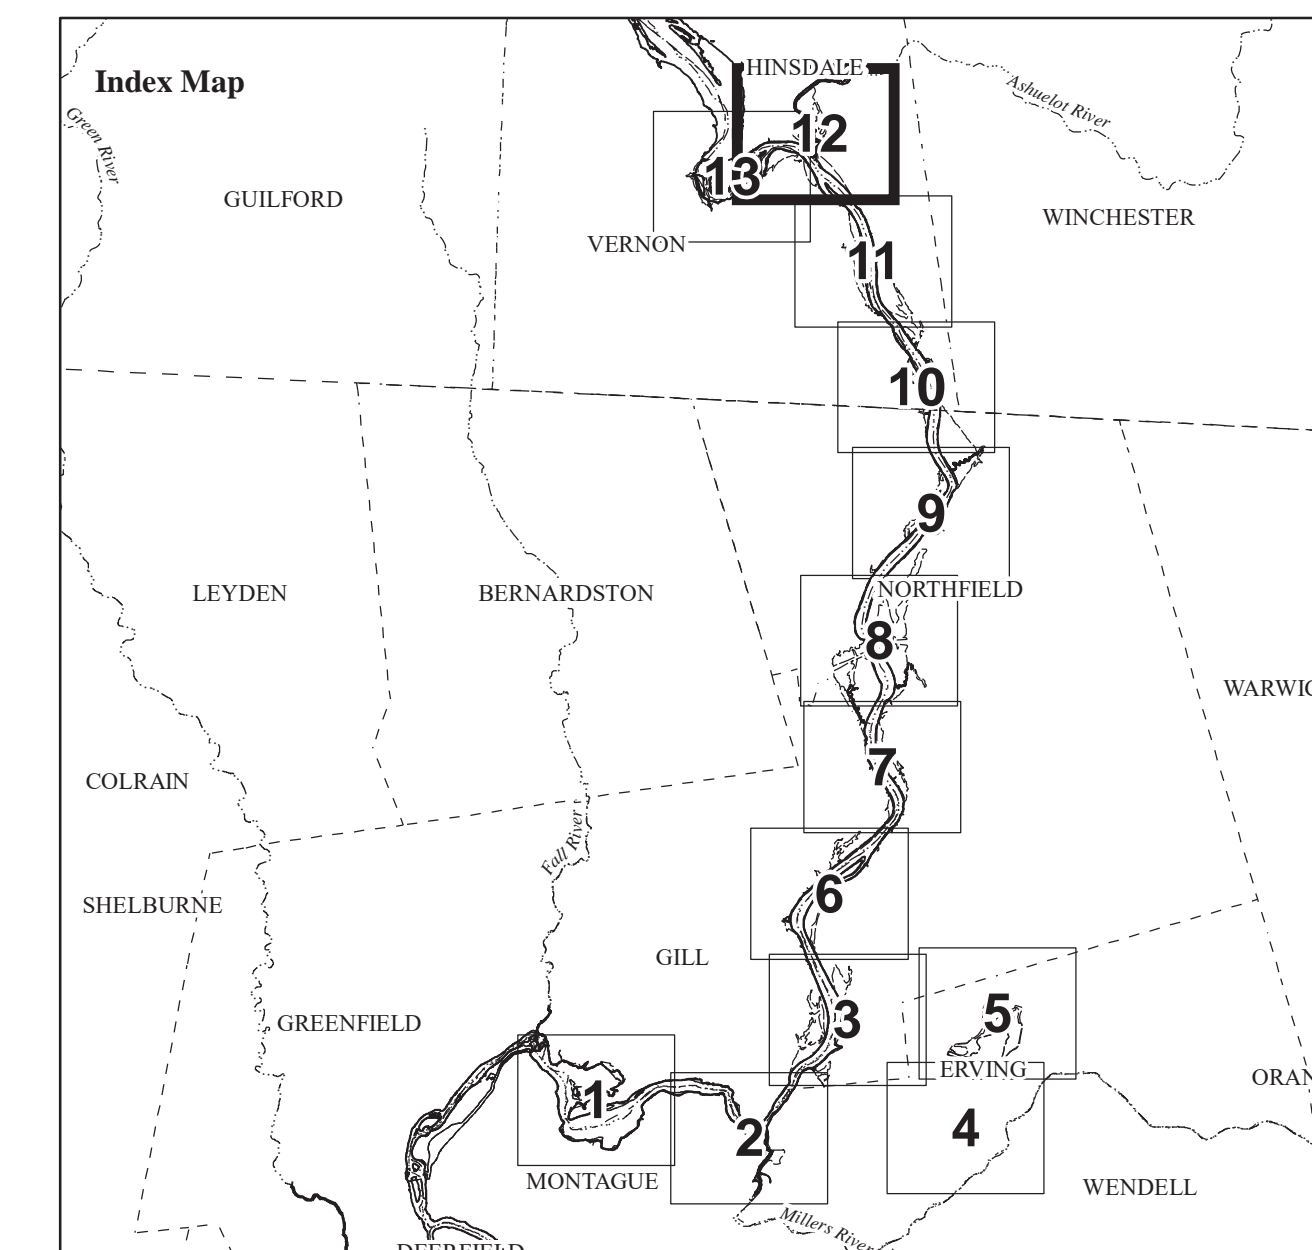 HINSDALE
Index Map
Ashuelot River
Green River
12
13
GUILFORD
WINCHESTER
VERNON
11
10
9
LEYDEN
BERNARDSTON
NORTHFIELD
8
WARWIC
7
COLRAIN
Fall River
6
SHELBURNE
GILL
5
3
GREENFIELD
ERVING
ORAN
1
4
2
MONTAGUE
WENDELL
Millers River
DEERFIELD